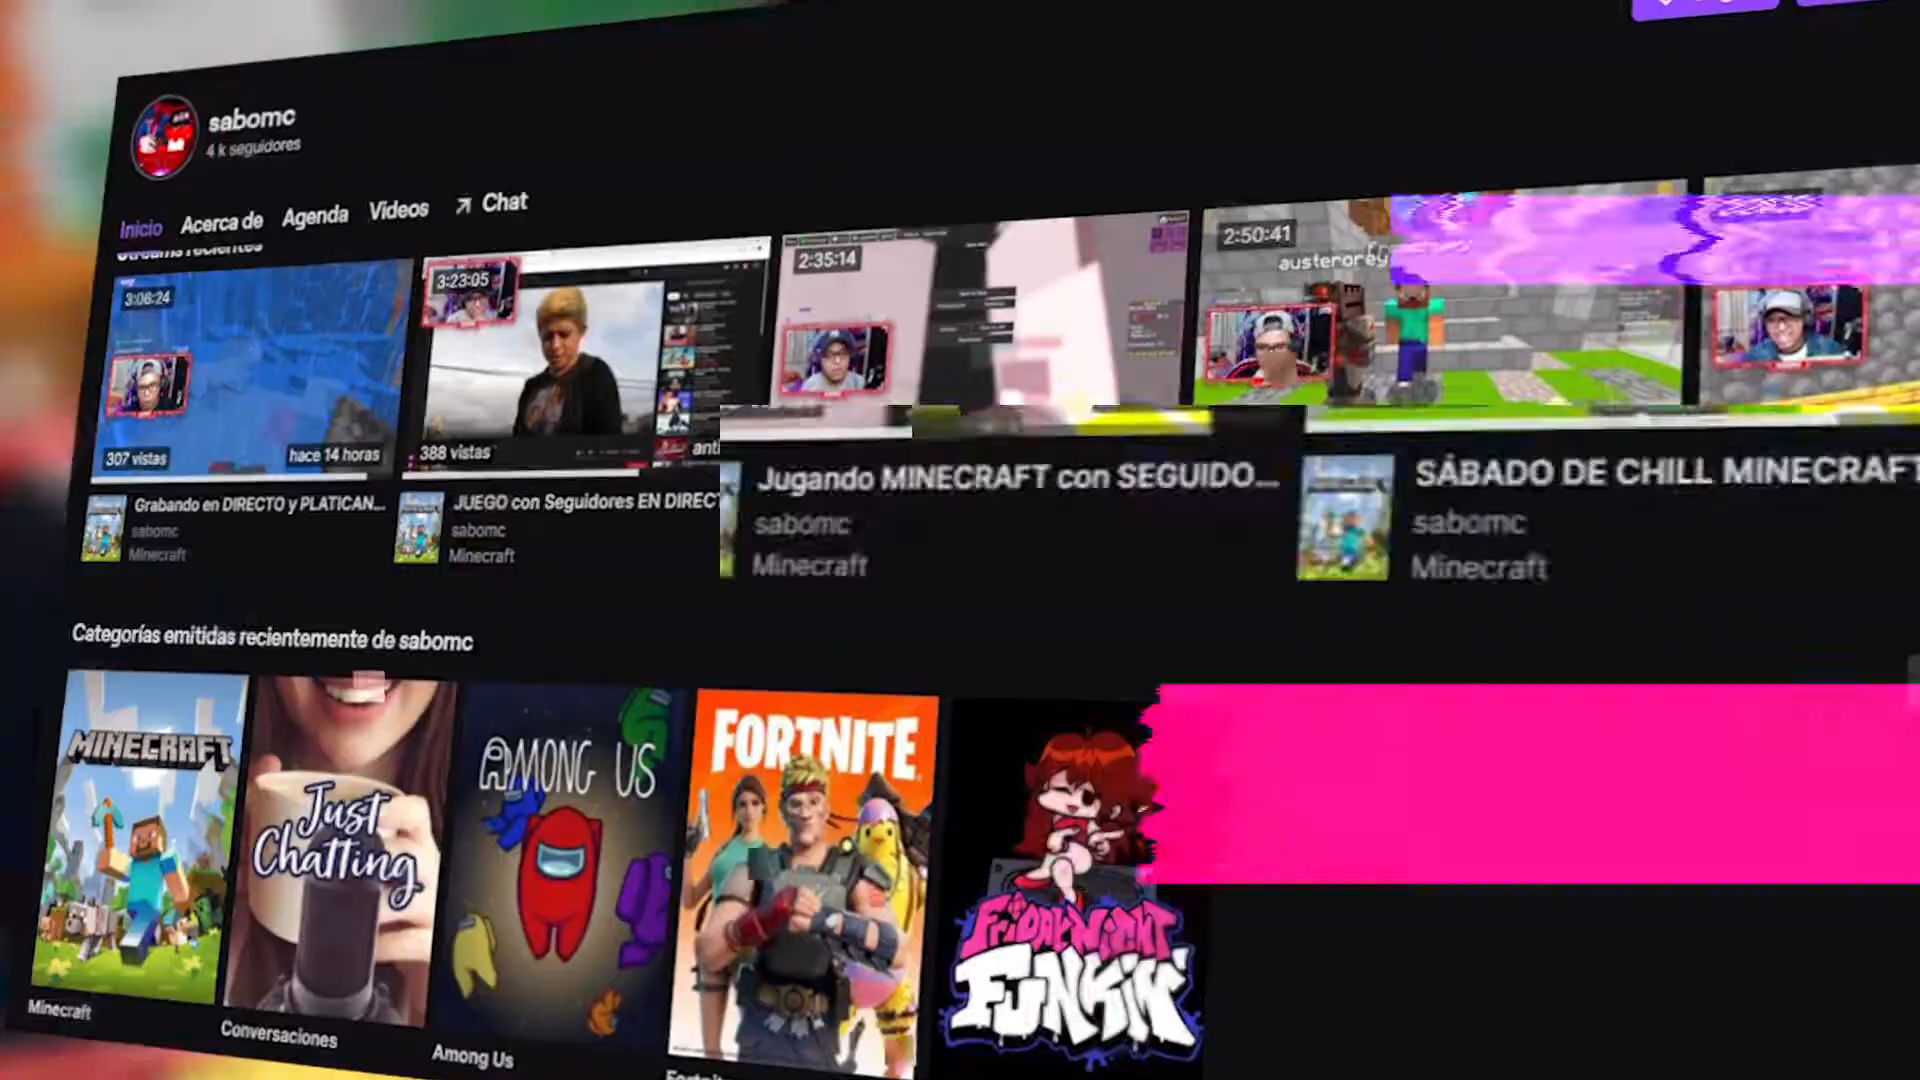 sabomc
4 k seguidores
Inicio
Acerca de
Agenda
Videos
Chat
Streams recientes
3:06:24
3:23:05
2:35:14
2:50:41
austerorey
307 vistas
hace 14 horas
388 vistas
Grabando en DIRECTO y PLATICAN...
sabomc
Minecraft
JUEGO con Seguidores EN DIRECT
sabomc
Minecraft
Jugando MINECRAFT con SEGUIDO...
sabomc
Minecraft
SÁBADO DE CHILL MINECRAFT
sabomc
Minecraft
Categorías emitidas recientemente de sabomc
MINECRAFT
Just
Chatting
AMONG US
FORTNITE
FRIDAY NIGHT
FUNKIN'
Minecraft
Conversaciones
Among Us